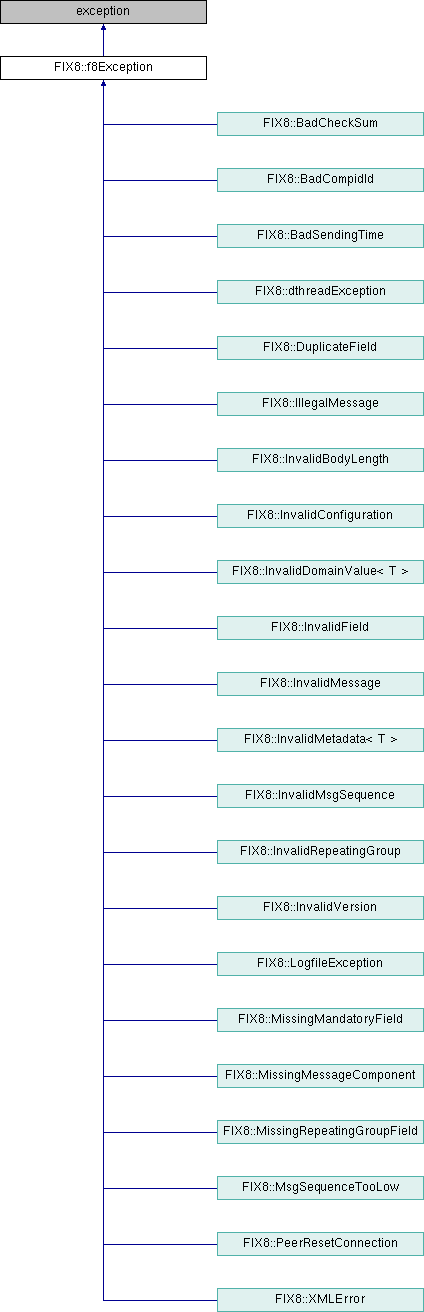 exception
FIX8::f8Exception
FIX8::BadCheckSum
FIX8::BadCompidId
FIX8::BadSendingTime
FIX8::dthreadException
FIX8::DuplicateField
FIX8::IllegalMessage
FIX8::InvalidBodyLength
FIX8::InvalidConfiguration
FIX8::InvalidDomainValue< T >
FIX8::InvalidField
FIX8::InvalidMessage
FIX8::InvalidMetadata< T >
FIX8::InvalidMsgSequence
FIX8::InvalidRepeatingGroup
FIX8::InvalidVersion
FIX8::LogfileException
FIX8::MissingMandatoryField
FIX8::MissingMessageComponent
FIX8::MissingRepeatingGroupField
FIX8::MsgSequenceTooLow
FIX8::PeerResetConnection
FIX8::XMLError